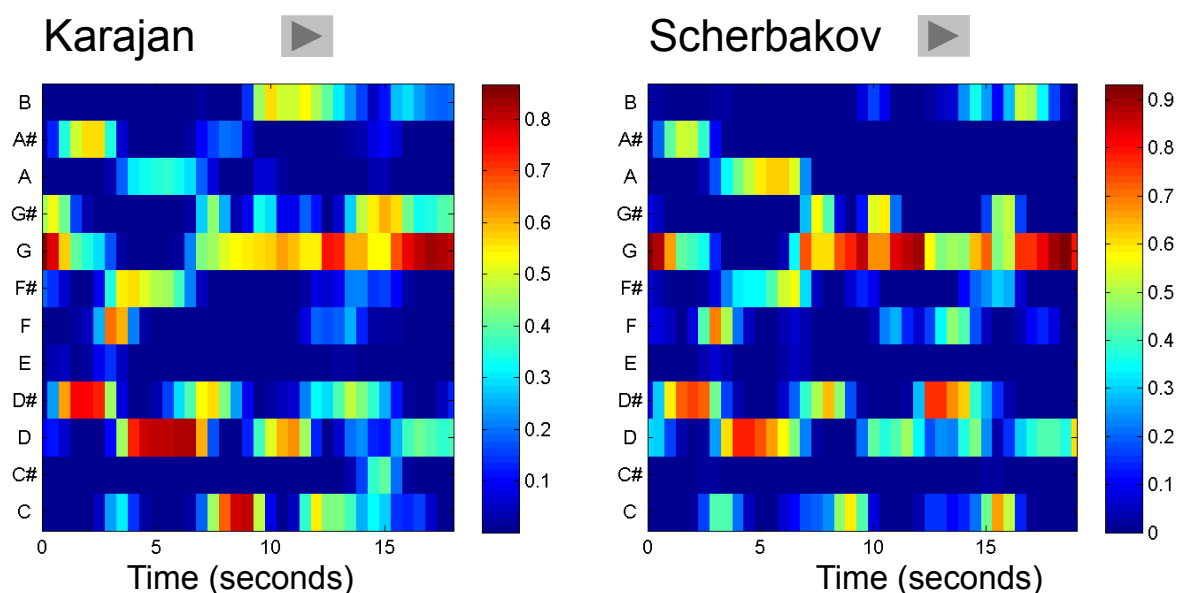 Karajan
Scherbakov
B
A#
A
G#
G
F#
F
E
D#
D
C#
C
0 5 10 15
Time (seconds)
0.8
0.7
0.6
0.5
0.4
0.3
0.2
0.1
B
A#
A
G#
G
F#
F
E
D#
D
C#
C
0 5 10 15
Time (seconds)
0.9
0.8
0.7
0.6
0.5
0.4
0.3
0.2
0.1
0